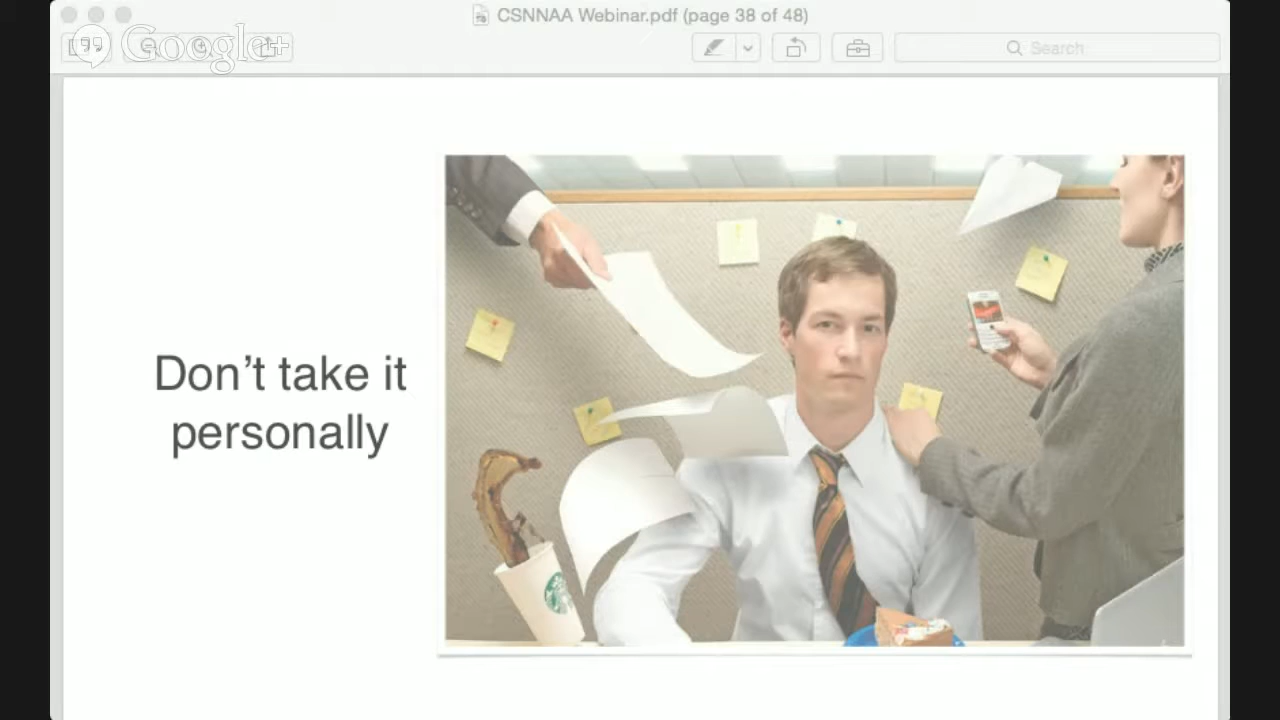 CSNNAA Webinar.pdf (page 38 of 48)
Google+
Search
Don't take it
personally